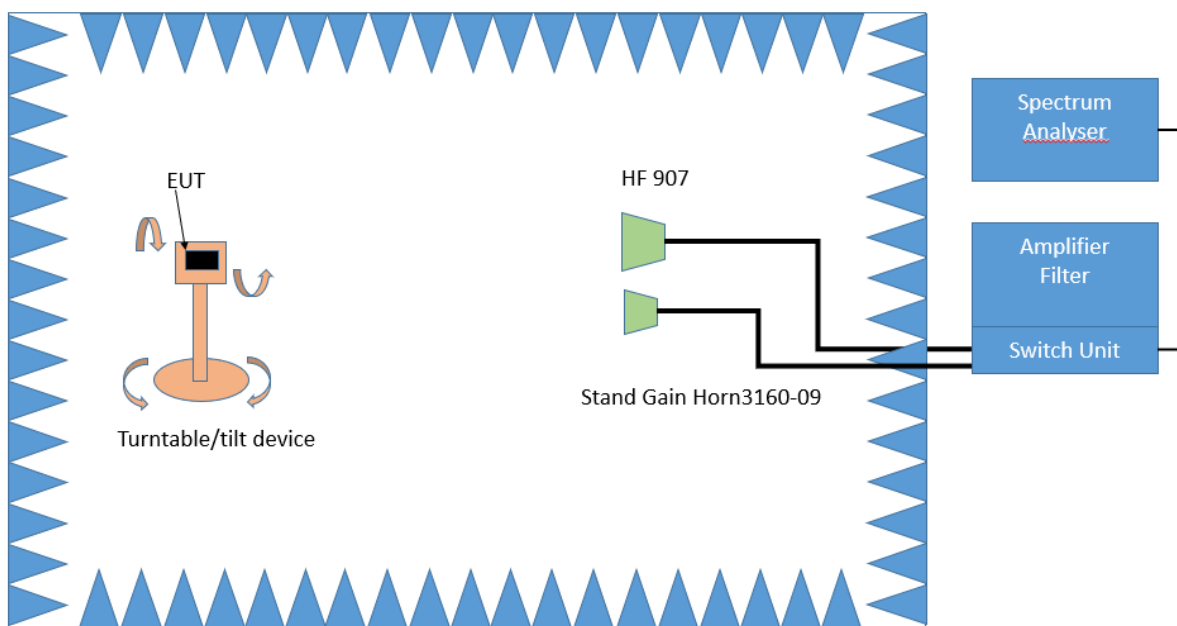 Spectrum
Analyser
EUT
HF 907
Amplifier
Filter
Switch Unit
Stand Gain Horn3160-09
Turntable/tilt device